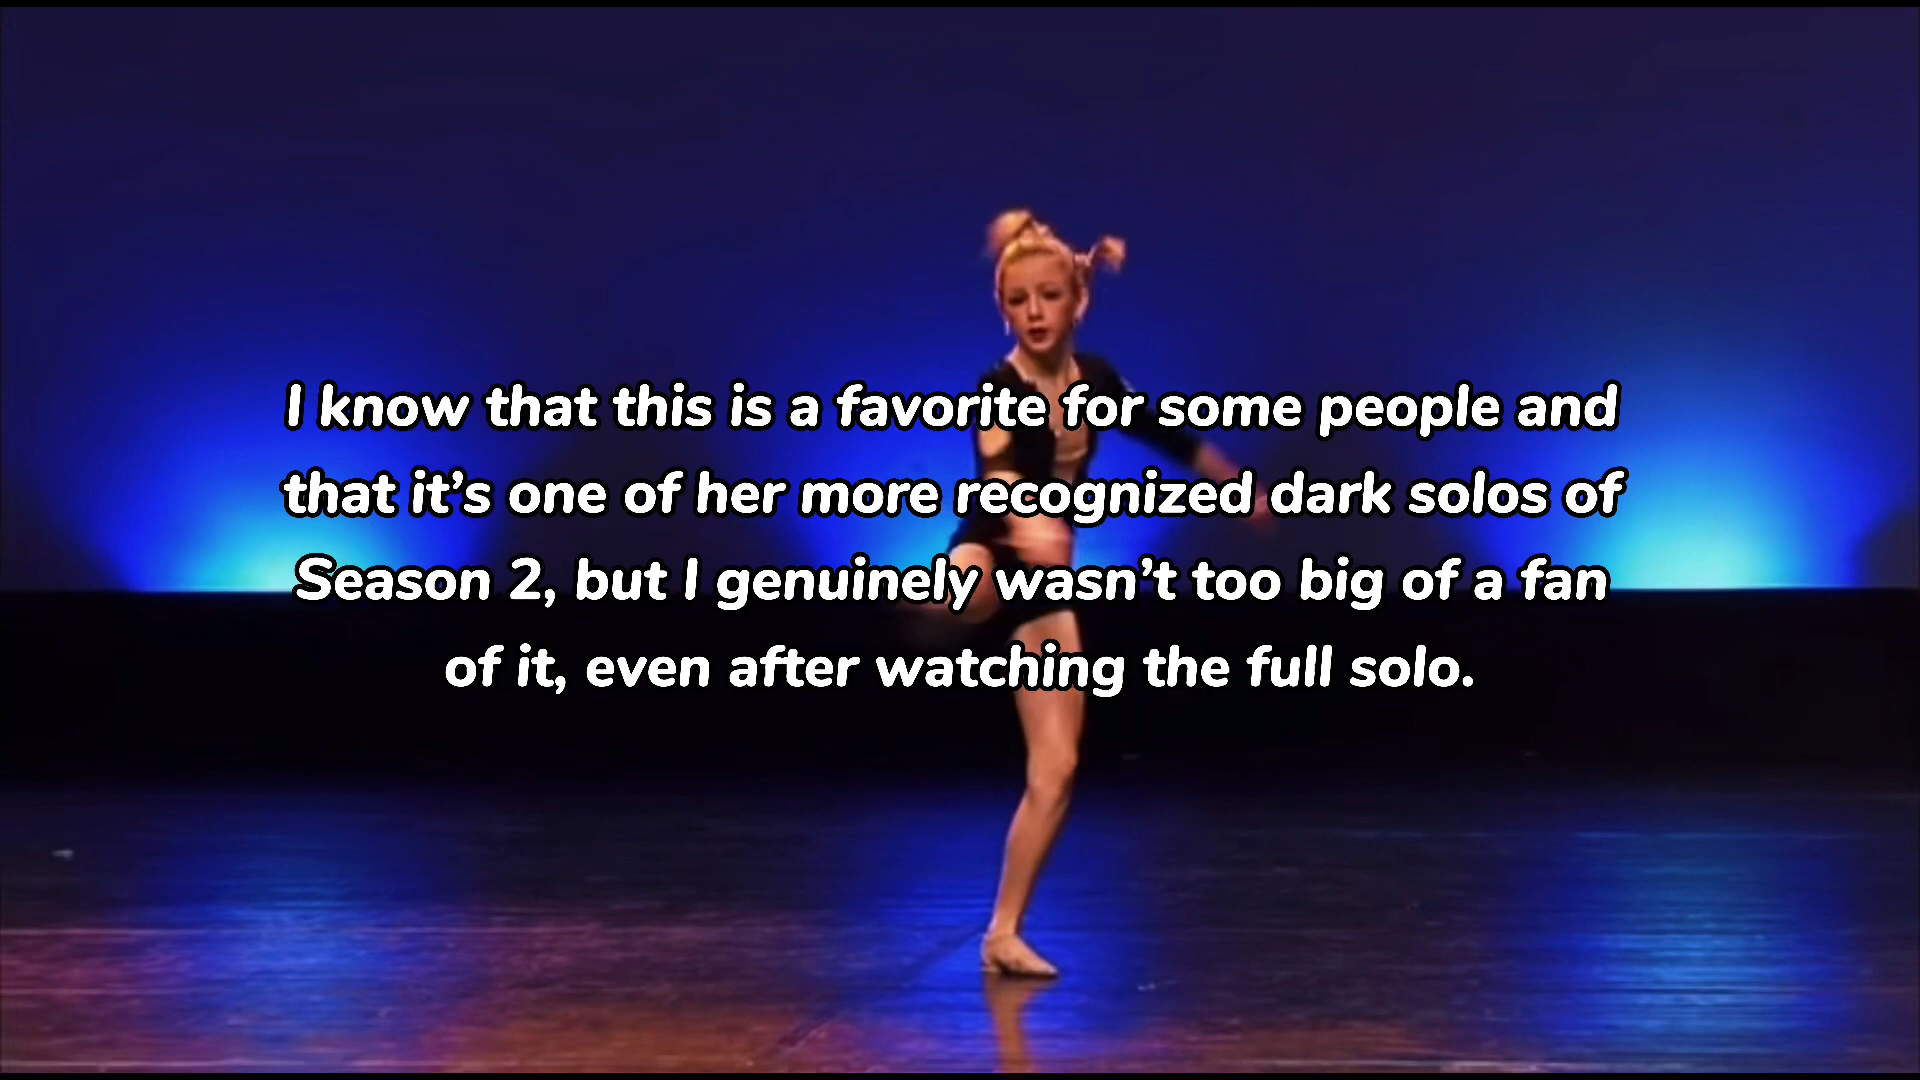 I know that this is a favorite for some people and
that it’s one of her more recognized dark solos of
Season 2, but I genuinely wasn’t too big of a fan
of it, even after watching the full solo.